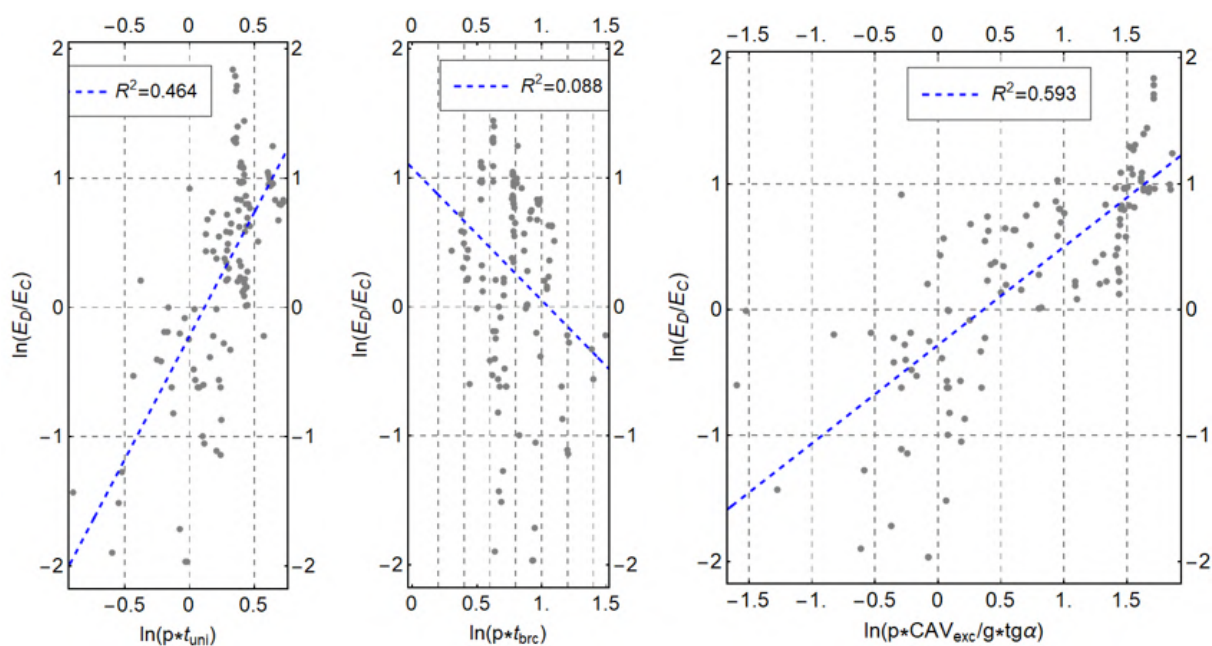 −0.5 0 0.5
2 2
R²=0.464
1 1
ln(E_D/E_C)
0 0
−1 −1
−2 −2
−0.5 0 0.5
ln(p*t_uni)
0 0.5 1.0 1.5
2 2
R²=0.088
1 1
ln(E_D/E_C)
0 0
−1 −1
−2 −2
0 0.5 1.0 1.5
ln(p*t_brc)
−1.5 −1. −0.5 0 0.5 1. 1.5
2 2
R²=0.593
1 1
ln(E_D/E_C)
0 0
−1 −1
−2 −2
−1.5 −1. −0.5 0 0.5 1. 1.5
ln(p*CAV_exc/g*tgα)